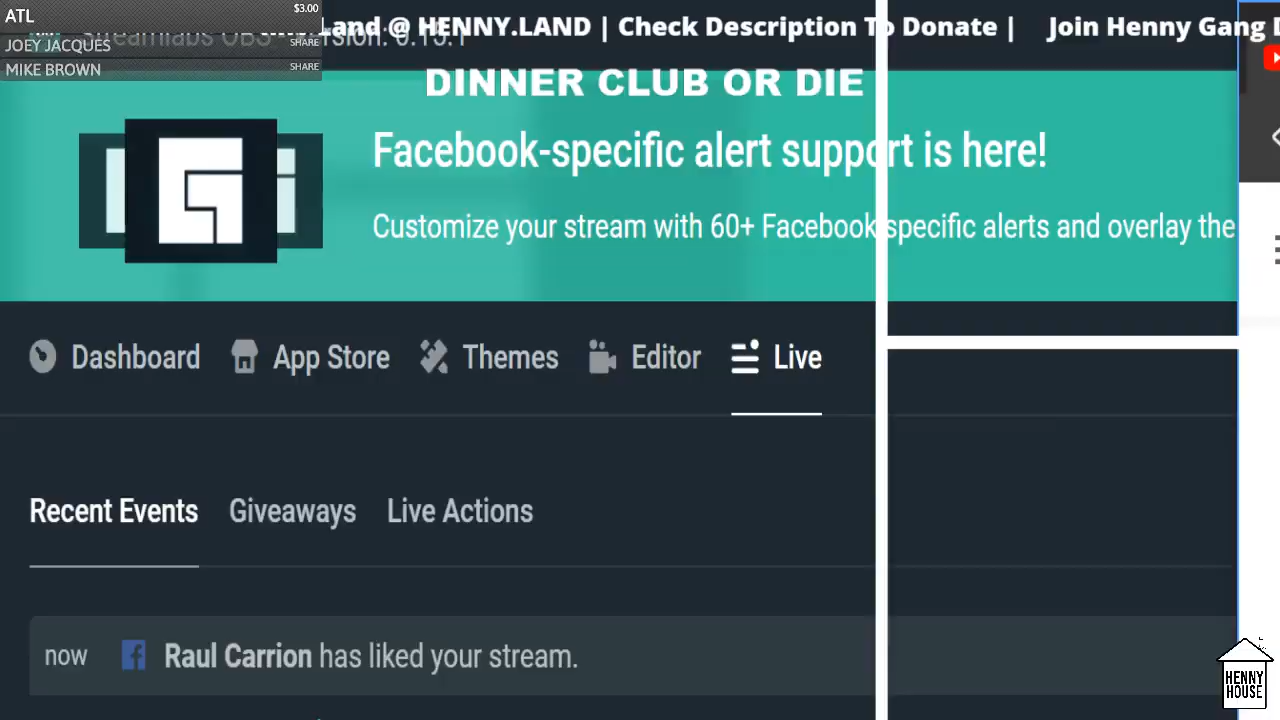 ATL $3.00
Land @ HENNY.LAND | Check Description To Donate | Join Henny Gang
JOEY JACQUES SHARE
MIKE BROWN SHARE
DINNER CLUB OR DIE
Facebook-specific alert support is here!
Customize your stream with 60+ Facebook specific alerts and overlay the
Dashboard App Store Themes Editor Live
Recent Events Giveaways Live Actions
now Raul Carrion has liked your stream.
HENNY
HOUSE